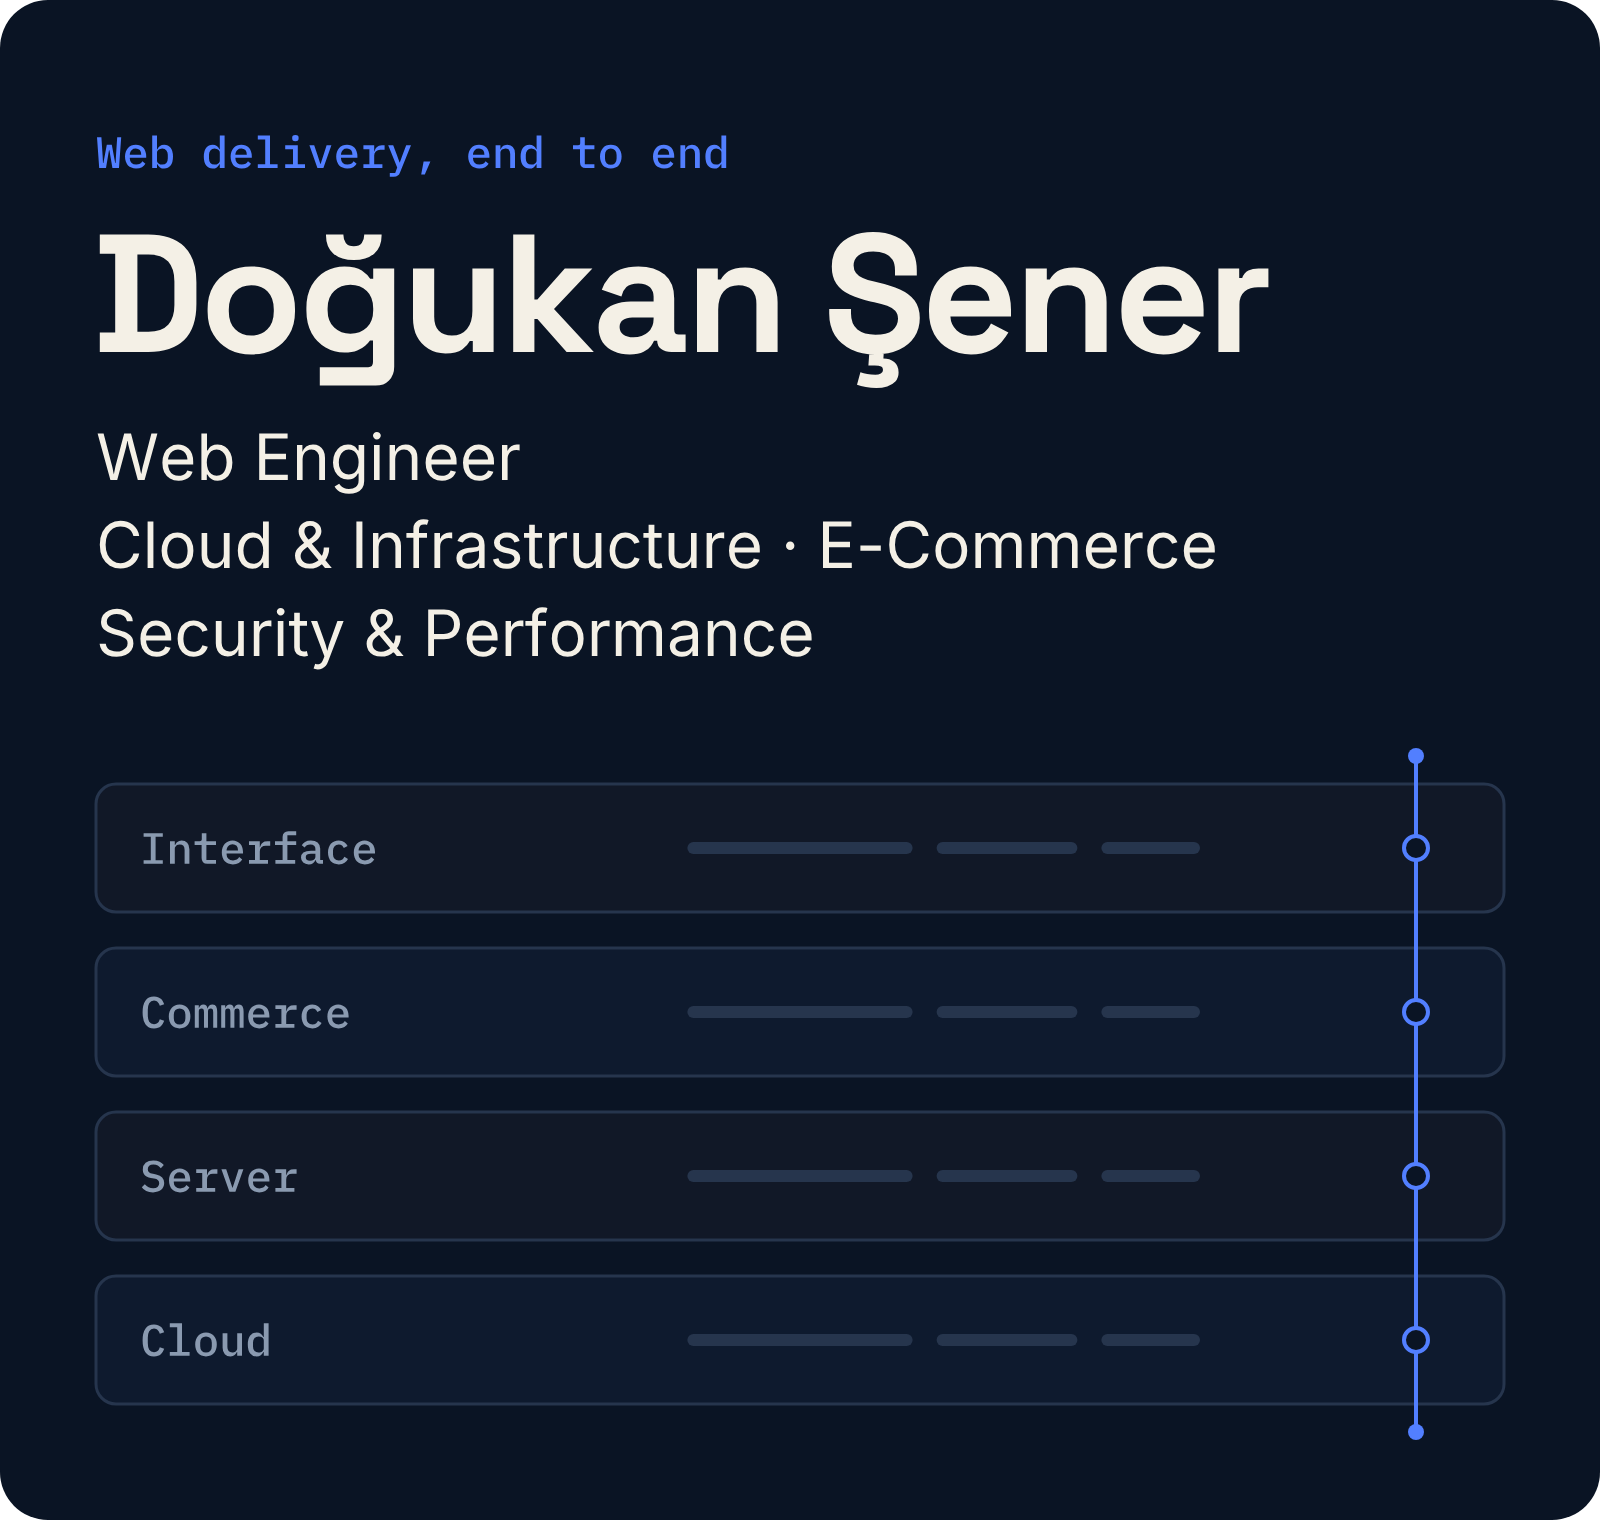 Web delivery, end to end
Doğukan Şener
Web Engineer
Cloud & Infrastructure · E-Commerce
Security & Performance
Interface
Commerce
Server
Cloud